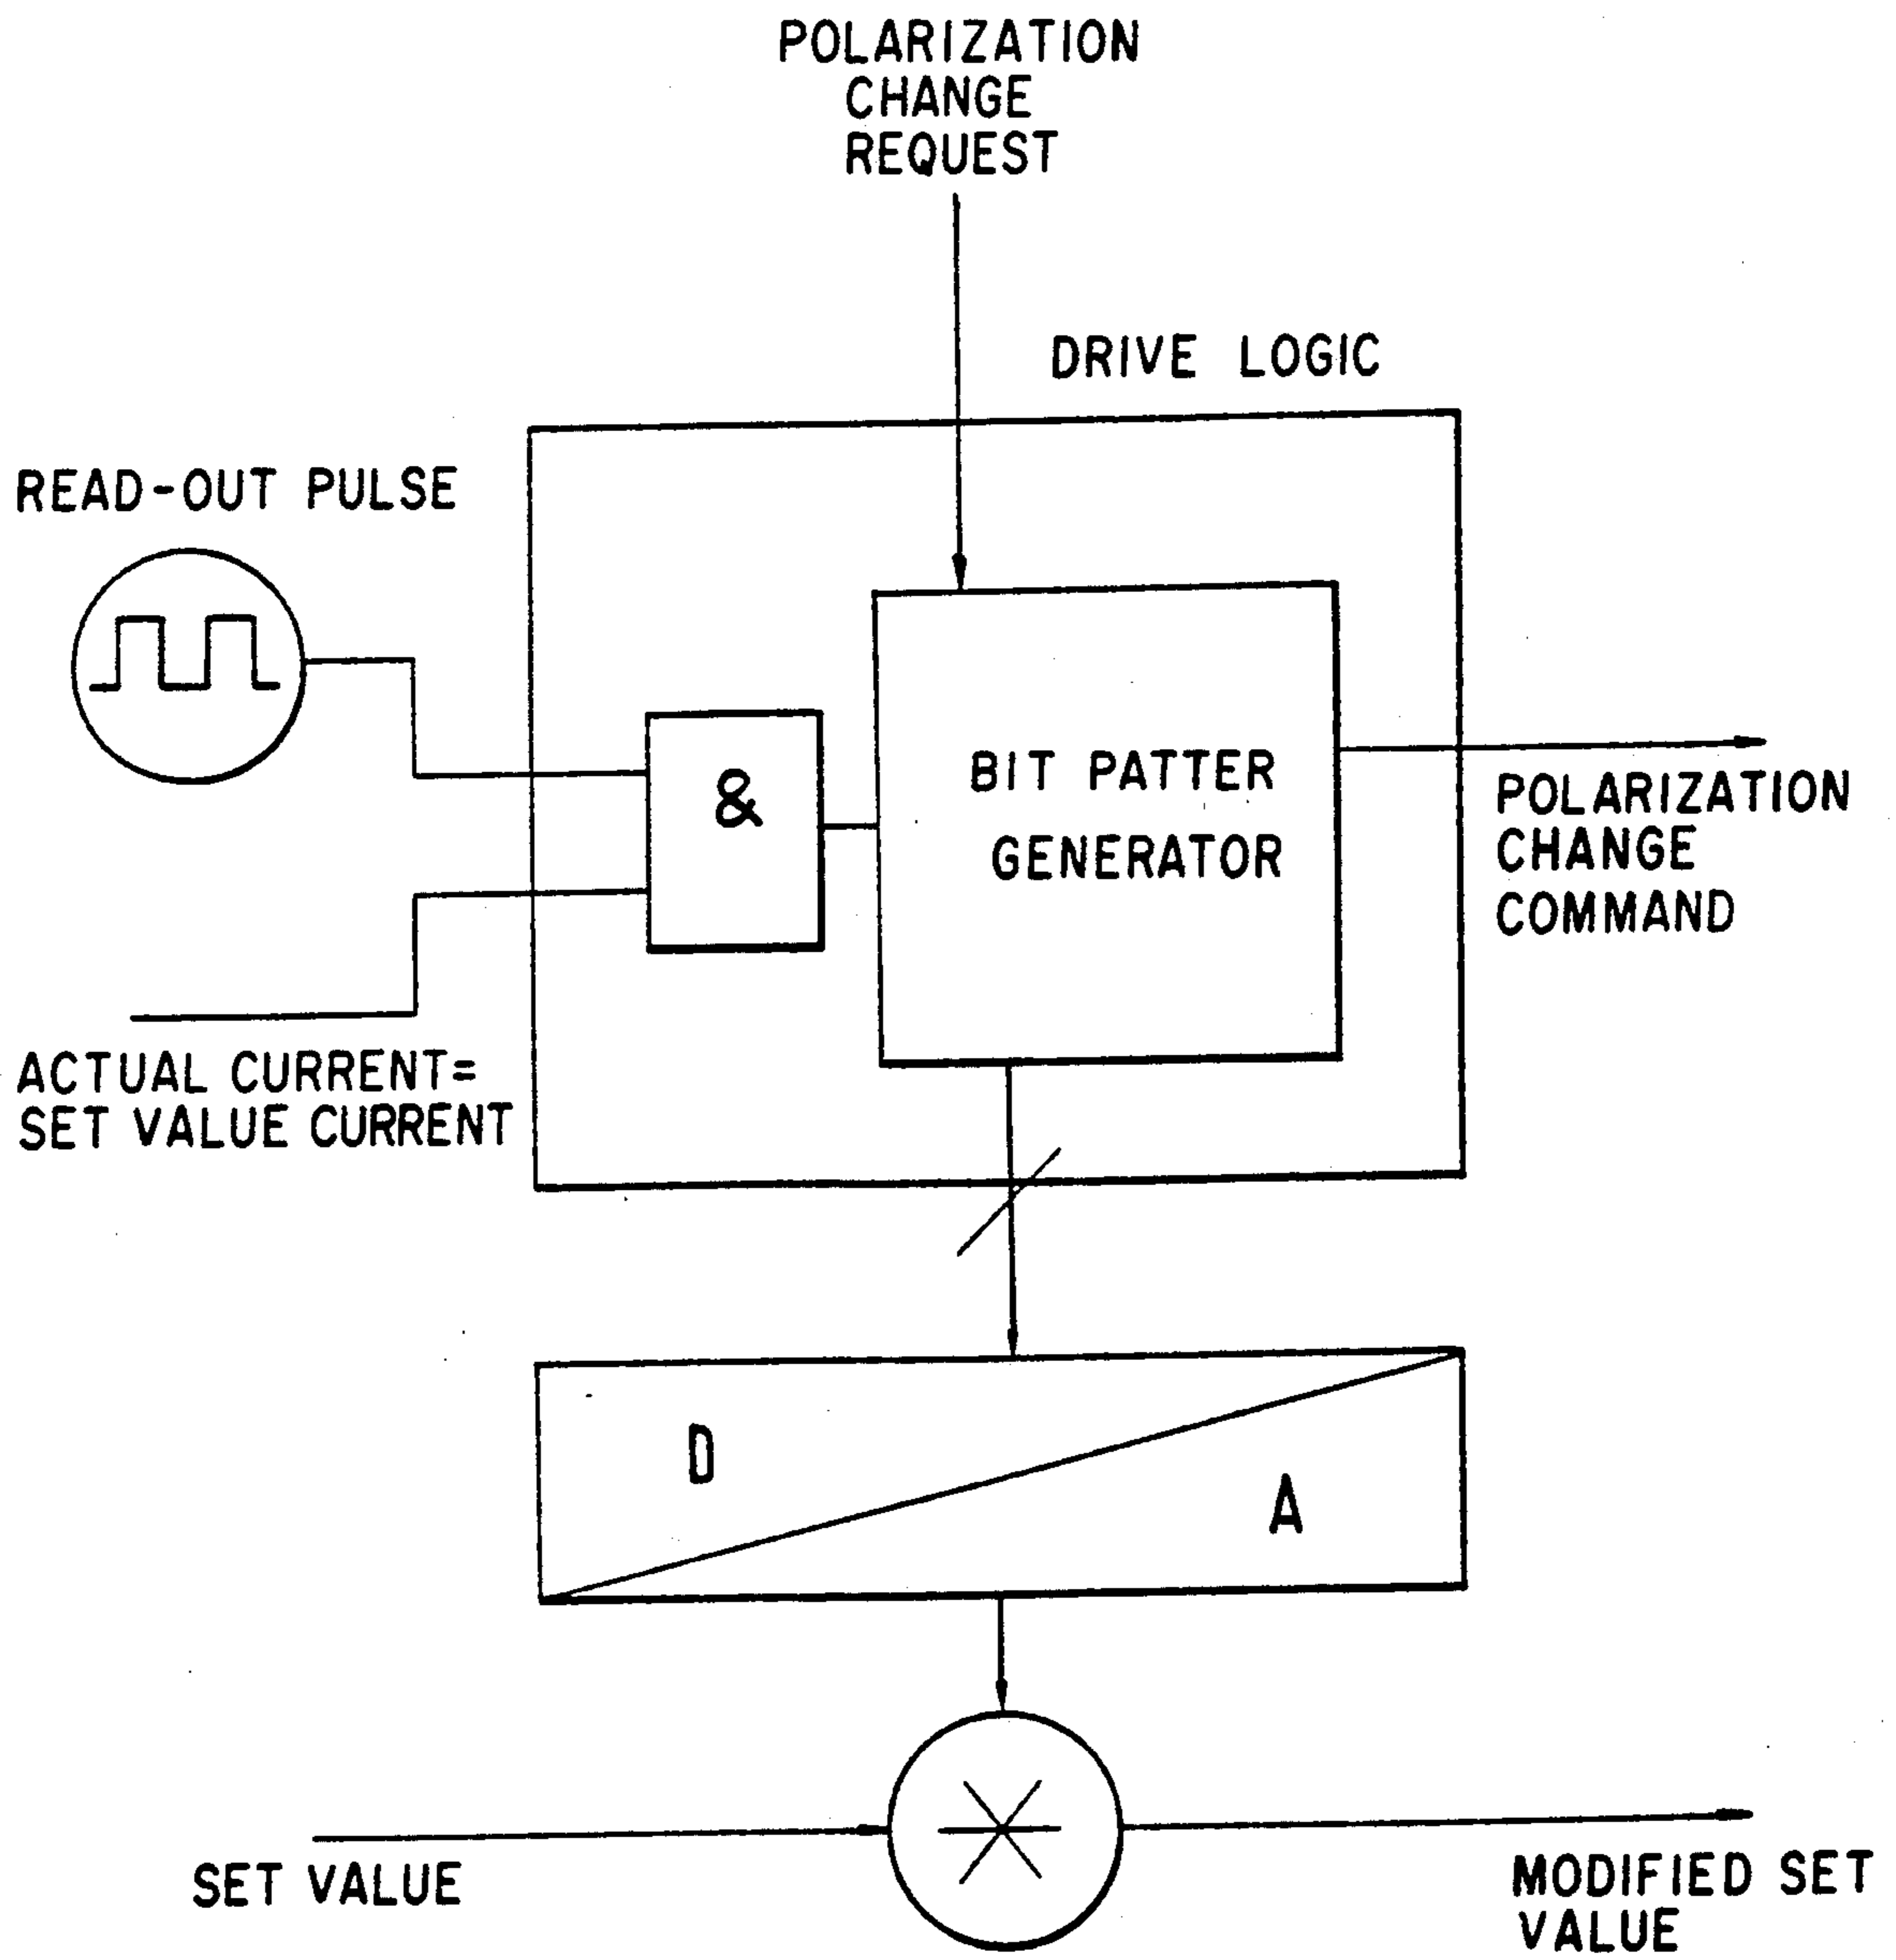 POLARIZATION
CHANGE
REQUEST
DRIVE LOGIC
READ-OUT PULSE
&
BIT PATTER
GENERATOR
POLARIZATION
CHANGE
COMMAND
ACTUAL CURRENT=
SET VALUE CURRENT
D
A
SET VALUE
MODIFIED SET
VALUE